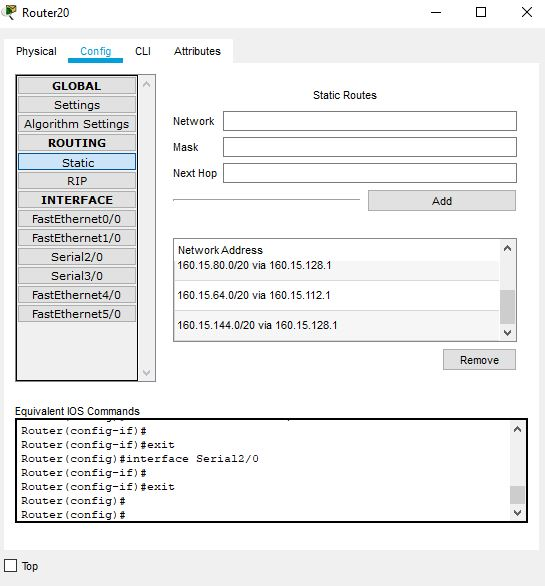 Router20
Physical Config CLI Attributes
GLOBAL
Settings
Algorithm Settings
ROUTING
Static
RIP
INTERFACE
FastEthernet0/0
FastEthernet1/0
Serial2/0
Serial3/0
FastEthernet4/0
FastEthernet5/0
Static Routes
Network
Mask
Next Hop
Add
Network Address
160.15.80.0/20 via 160.15.128.1
160.15.64.0/20 via 160.15.112.1
160.15.144.0/20 via 160.15.128.1
Remove
Equivalent IOS Commands
Router(config-if)#
Router(config-if)#exit
Router(config)#interface Serial2/0
Router(config-if)#
Router(config-if)#exit
Router(config)#
Router(config)#
Top